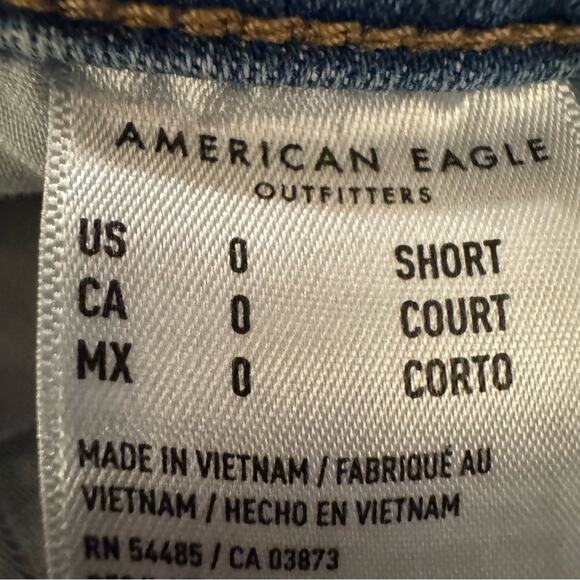 AMERICAN EAGLE
OUTFITTERS
US 0 SHORT
CA 0 COURT
MX 0 CORTO
MADE IN VIETNAM / FABRIQUÉ AU
VIETNAM / HECHO EN VIETNAM
RN 54485 / CA 03873